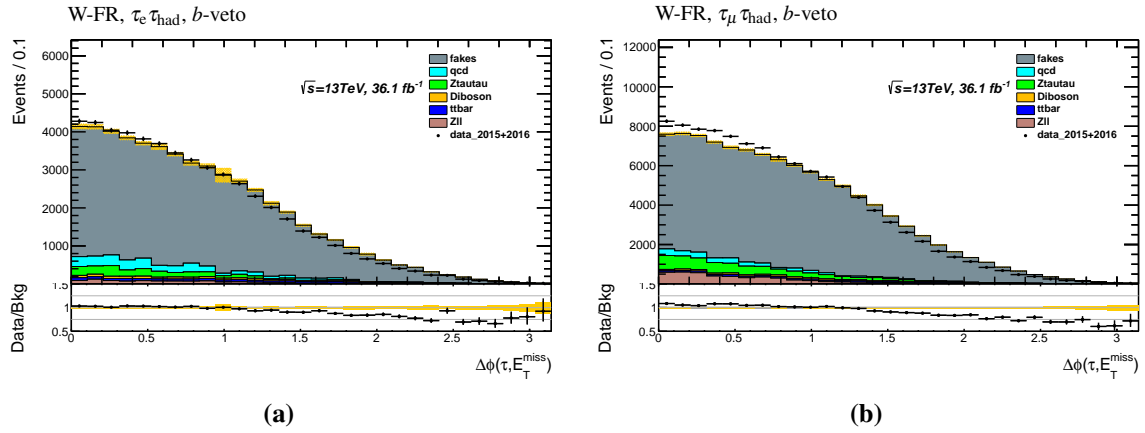 W-FR, τ_e τ_had, b-veto
Events / 0.1
6000
5000
4000
3000
2000
1000
√s=13TeV, 36.1 fb⁻¹
fakes
qcd
Ztautau
Diboson
ttbar
Zll
data_2015+2016
Data/Bkg
1.5
1
0.5
0 0.5 1 1.5 2 2.5 3
Δϕ(τ,E_T^miss)
(a)
W-FR, τ_μ τ_had, b-veto
Events / 0.1
12000
10000
8000
6000
4000
2000
√s=13TeV, 36.1 fb⁻¹
fakes
qcd
Ztautau
Diboson
ttbar
Zll
data_2015+2016
Data/Bkg
1.5
1
0.5
0 0.5 1 1.5 2 2.5 3
Δϕ(τ,E_T^miss)
(b)